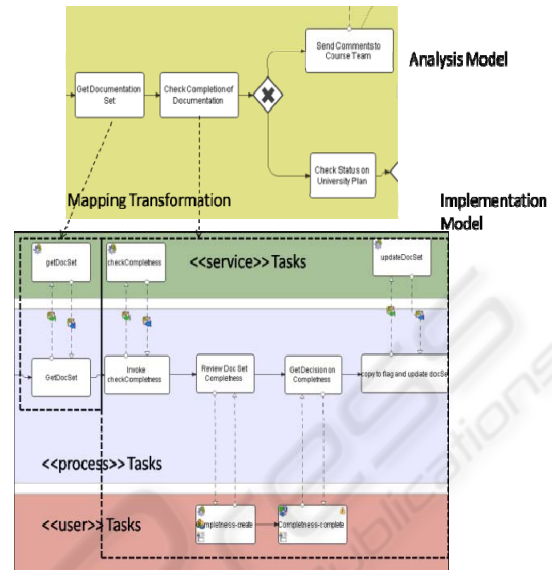 Send Comments to
Course Team
Analysis Model
Get Documentation
Set
Check Completion of
Documentation
Check Status on
University Plan
Mapping Transformation
Implementation
Model
getDocSet
checkCompletness
<<service>> Tasks
updateDocSet
GetDocSet
Invoke
checkCompletness
Review Doc Set
Completness
Get Decision on
Completness
copy to flag and update docSet
<<process>> Tasks
<<user>> Tasks
Completness-create
Completness-complete